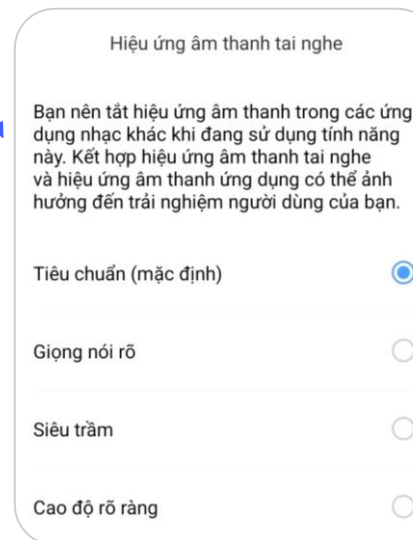 Hiệu ứng âm thanh tai nghe
Bạn nên tắt hiệu ứng âm thanh trong các ứng
dụng nhạc khác khi đang sử dụng tính năng
này. Kết hợp hiệu ứng âm thanh tai nghe
và hiệu ứng âm thanh ứng dụng có thể ảnh
hưởng đến trải nghiệm người dùng của bạn.
Tiêu chuẩn (mặc định)
Giọng nói rõ
Siêu trầm
Cao độ rõ ràng